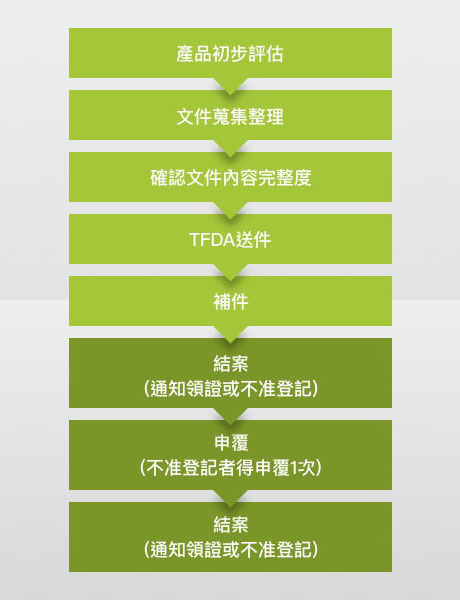 產品初步評估
文件蒐集整理
確認文件內容完整度
TFDA送件
補件
結案
(通知領證或不准登記)
申覆
(不准登記者得申覆1次)
結案
(通知領證或不准登記)